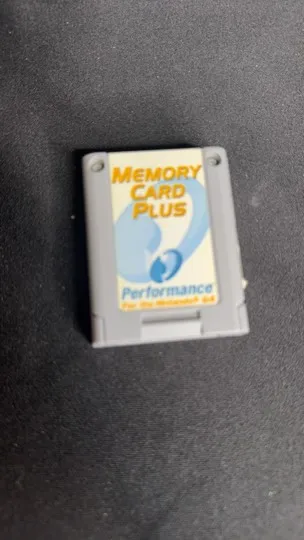 MEMORY
CARD
PLUS
Performance
For the Nintendo® 64